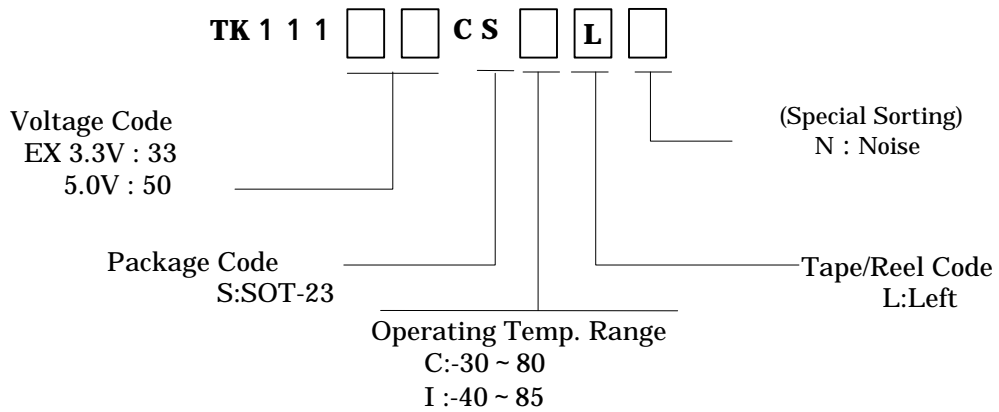 TK 1 1 1 C S L
Voltage Code
EX 3.3V : 33
5.0V : 50
(Special Sorting)
N : Noise
Package Code
S:SOT-23
Tape/Reel Code
L:Left
Operating Temp. Range
C:-30 ~ 80
I :-40 ~ 85